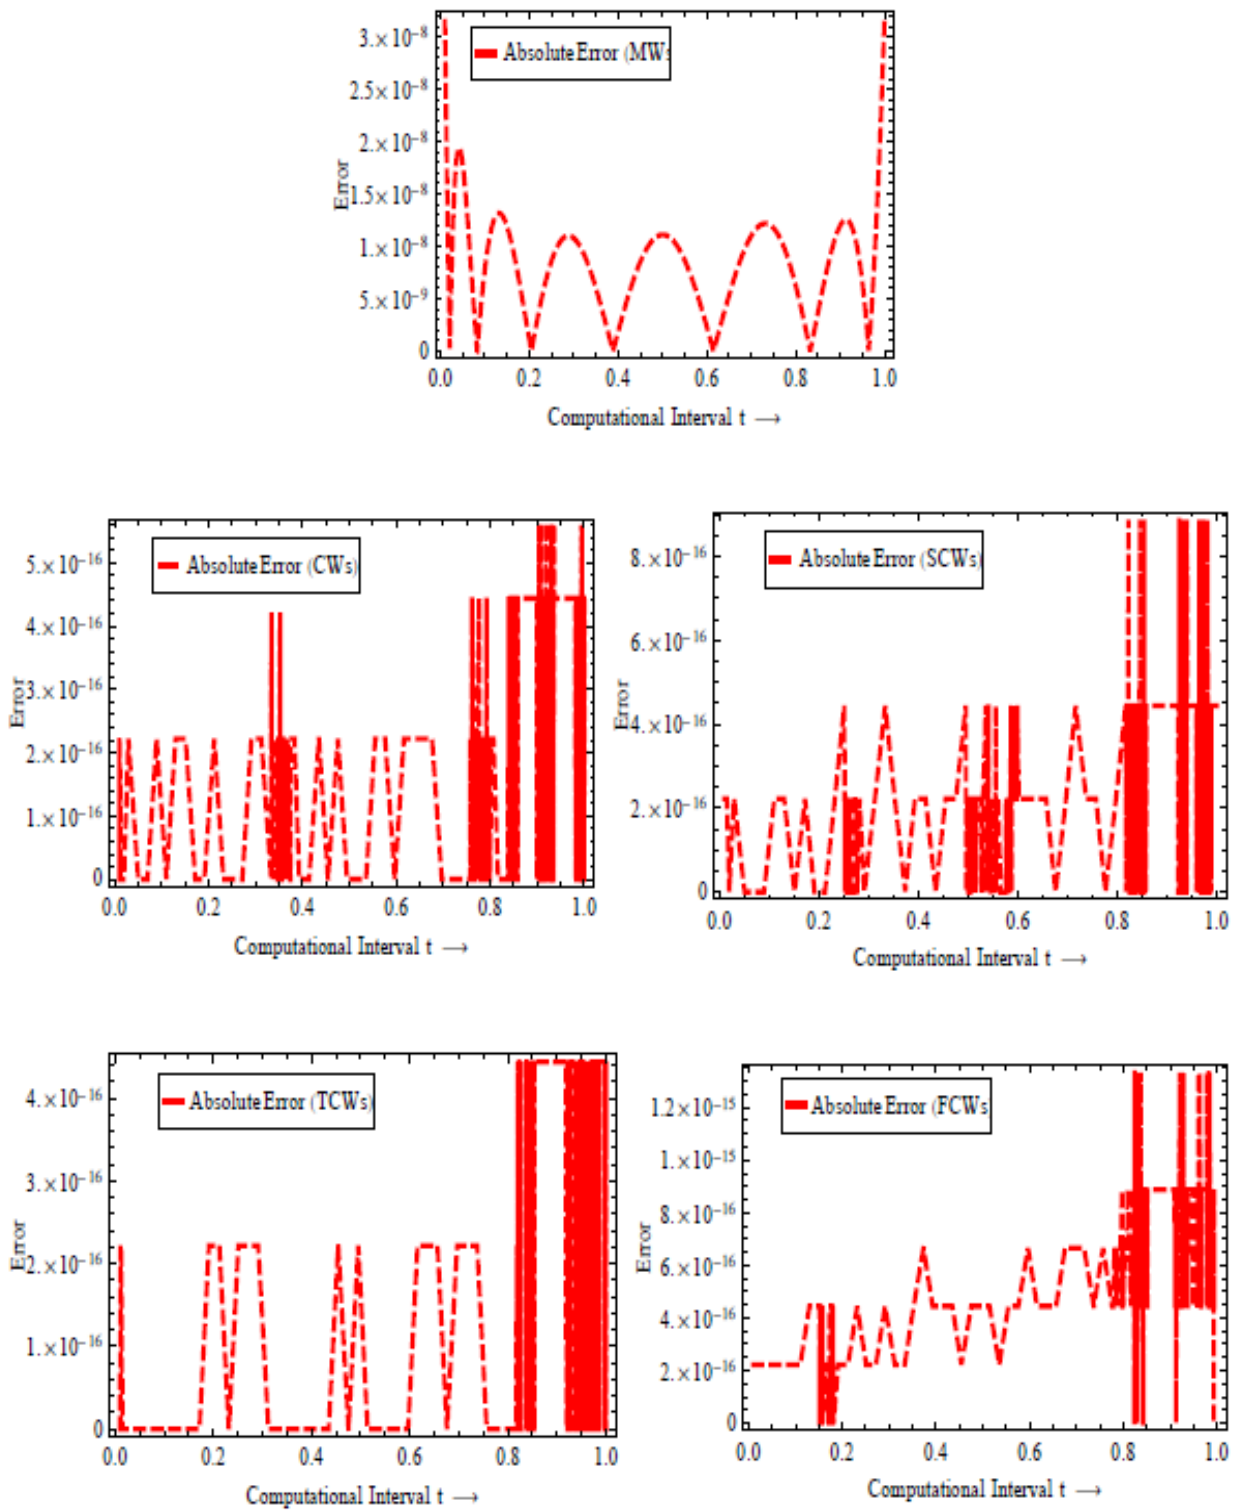 3.×10⁻⁸
Absolute Error (MWs
2.5×10⁻⁸
2.×10⁻⁸
Error
1.5×10⁻⁸
1.×10⁻⁸
5.×10⁻⁹
0
0.0 0.2 0.4 0.6 0.8 1.0
Computational Interval t →
5.×10⁻¹⁶
Absolute Error (CWs)
4.×10⁻¹⁶
3.×10⁻¹⁶
Error
2.×10⁻¹⁶
1.×10⁻¹⁶
0
0.0 0.2 0.4 0.6 0.8 1.0
Computational Interval t →
8.×10⁻¹⁶
Absolute Error (SCWs)
6.×10⁻¹⁶
Error
4.×10⁻¹⁶
2.×10⁻¹⁶
0
0.0 0.2 0.4 0.6 0.8 1.0
Computational Interval t →
4.×10⁻¹⁶
Absolute Error (TCWs)
3.×10⁻¹⁶
Error
2.×10⁻¹⁶
1.×10⁻¹⁶
0
0.0 0.2 0.4 0.6 0.8 1.0
Computational Interval t →
1.2×10⁻¹⁵
Absolute Error (FCWs
1.×10⁻¹⁵
8.×10⁻¹⁶
Error
6.×10⁻¹⁶
4.×10⁻¹⁶
2.×10⁻¹⁶
0
0.0 0.2 0.4 0.6 0.8 1.0
Computational Interval t →